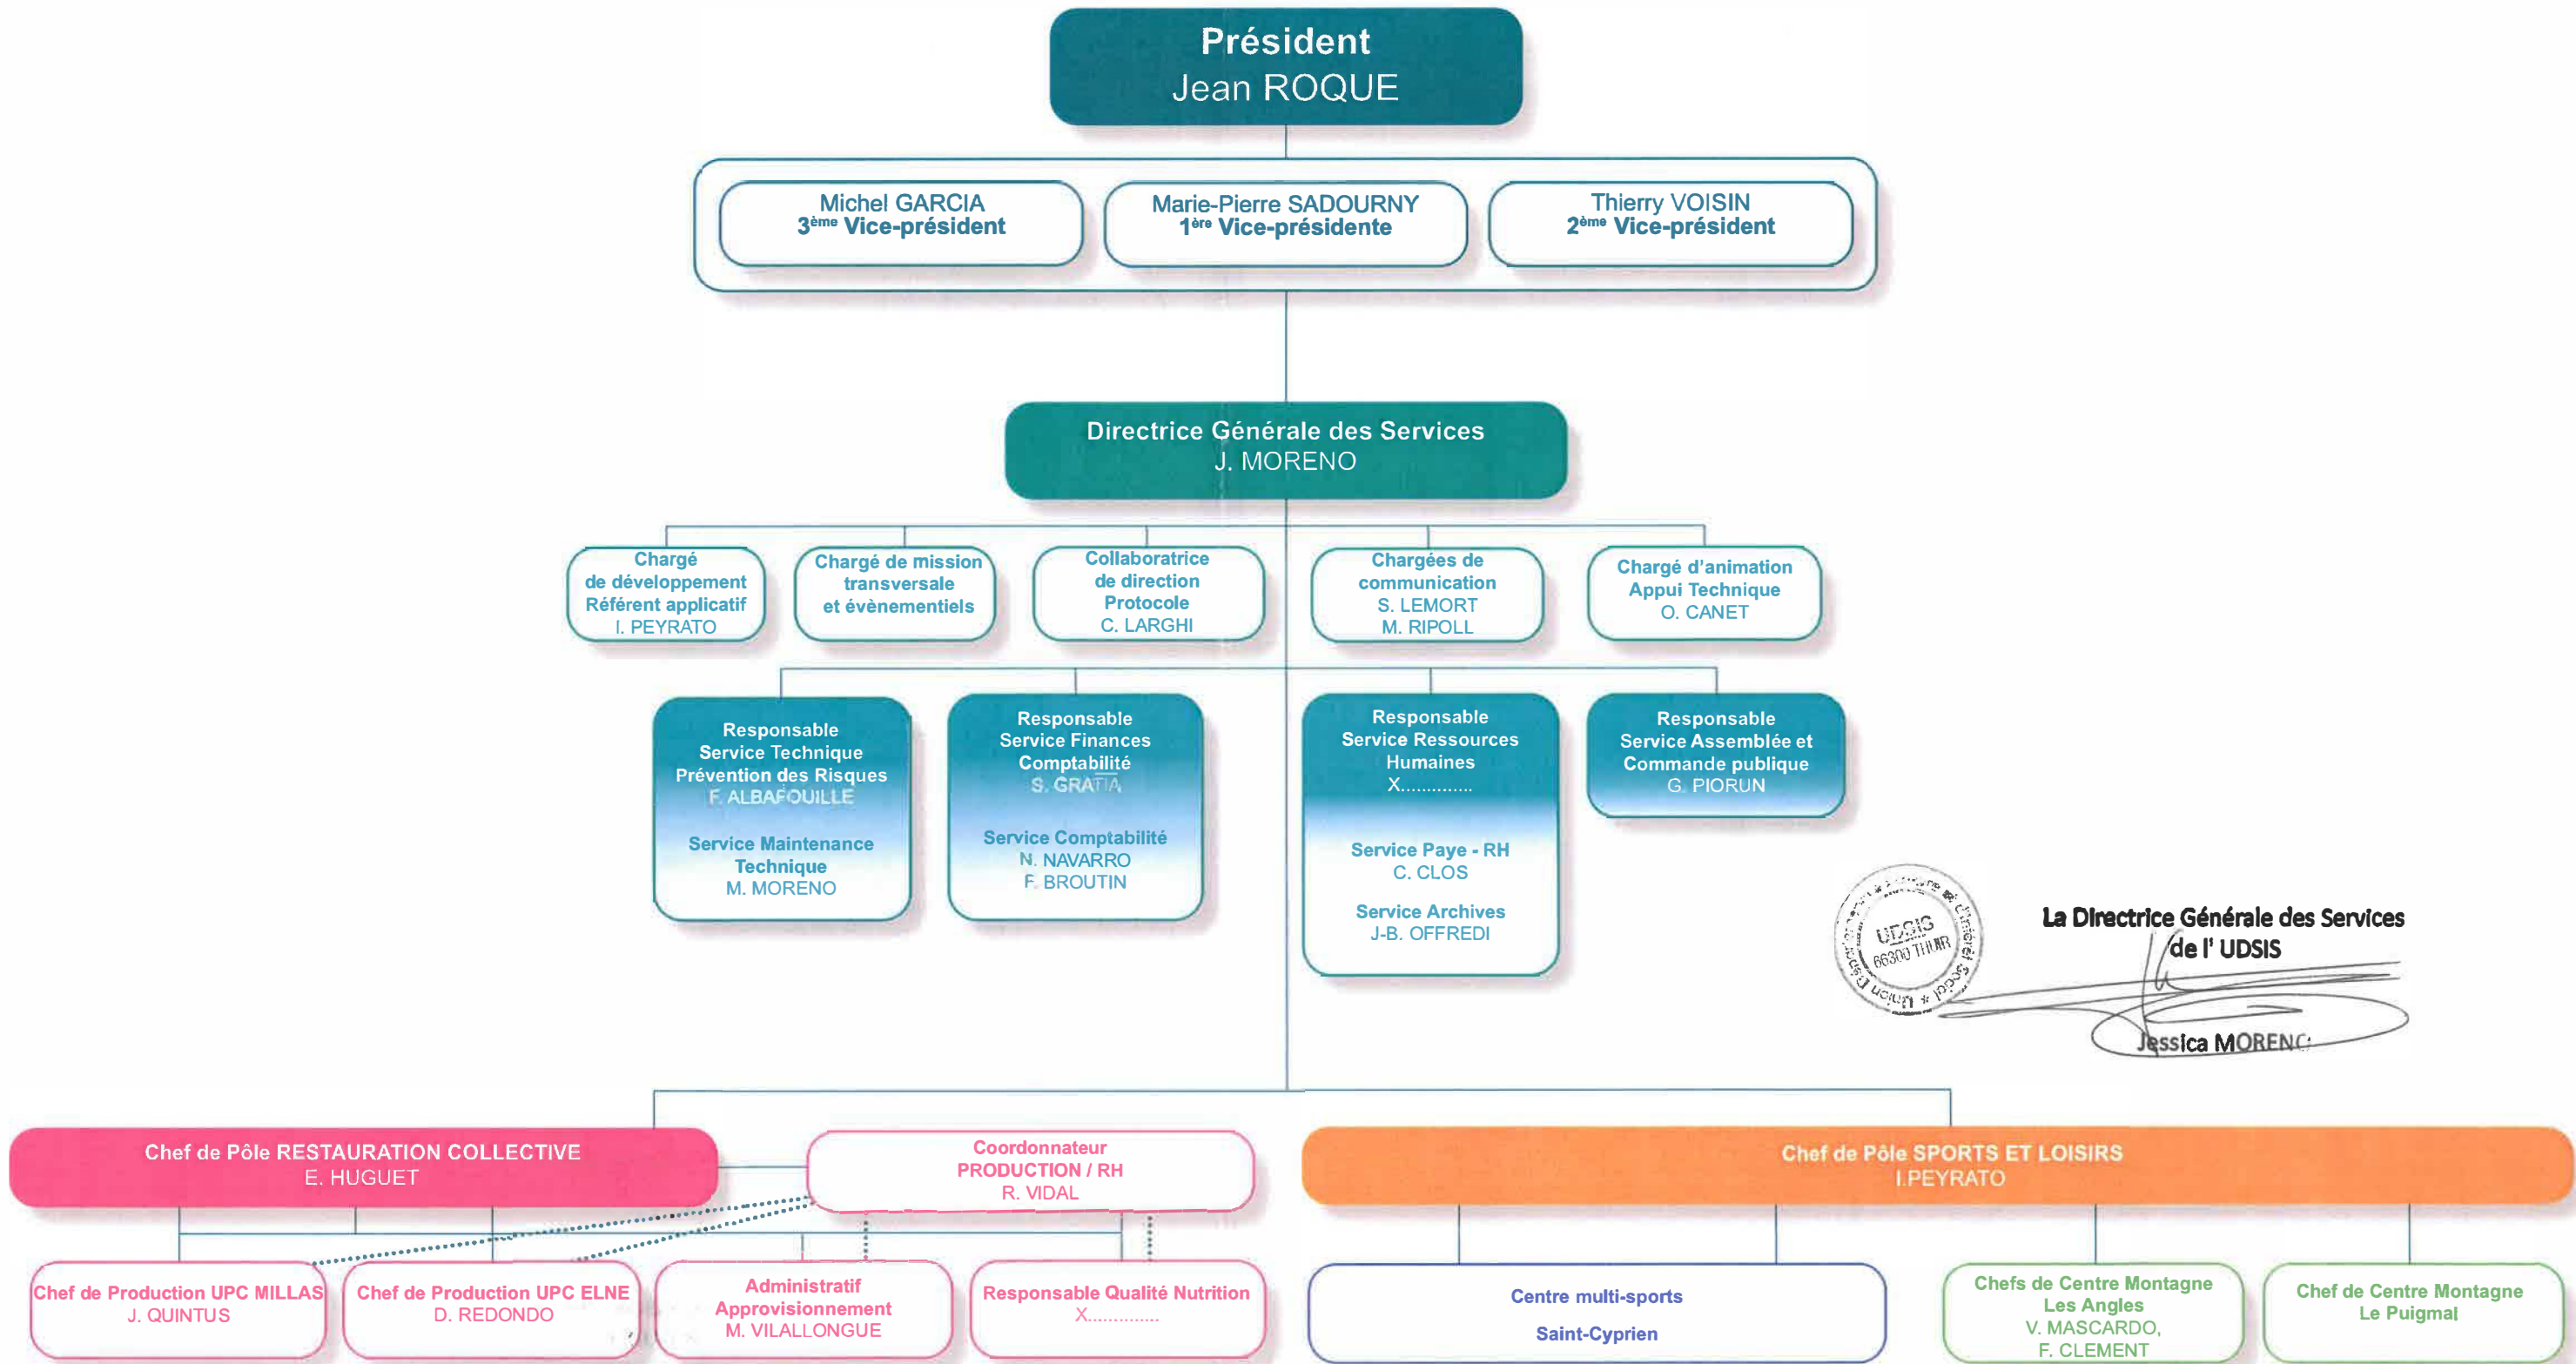 Président
Jean ROQUE
Michel GARCIA
3ème Vice-président
Marie-Pierre SADOURNY
1ère Vice-présidente
Thierry VOISIN
2ème Vice-président
Directrice Générale des Services
J. MORENO
Chargé
de développement
Référent applicatif
I. PEYRATO
Chargé de mission
transversale
et évènementiels
Collaboratrice
de direction
Protocole
C. LARGHI
Chargées de
communication
S. LEMORT
M. RIPOLL
Chargé d'animation
Appui Technique
O. CANET
Responsable
Service Technique
Prévention des Risques
F. ALBAFOUILLE
Service Maintenance
Technique
M. MORENO
Responsable
Service Finances
Comptabilité
S. GRATIA
Service Comptabilité
N. NAVARRO
F. BROUTIN
Responsable
Service Ressources
Humaines
X..............
Service Paye - RH
C. CLOS
Service Archives
J-B. OFFREDI
Responsable
Service Assemblée et
Commande publique
G. PIORUN
UDSIS
66300 THUIR
d'Intérêt Social * Union
La Directrice Générale des Services
de l' UDSIS
Jessica MORENO
Chef de Pôle RESTAURATION COLLECTIVE
E. HUGUET
Coordonnateur
PRODUCTION / RH
R. VIDAL
Chef de Pôle SPORTS ET LOISIRS
I.PEYRATO
Chef de Production UPC MILLAS
J. QUINTUS
Chef de Production UPC ELNE
D. REDONDO
Administratif
Approvisionnement
M. VILALLONGUE
Responsable Qualité Nutrition
X..............
Centre multi-sports
Saint-Cyprien
Chefs de Centre Montagne
Les Angles
V. MASCARDO,
F. CLEMENT
Chef de Centre Montagne
Le Puigmal